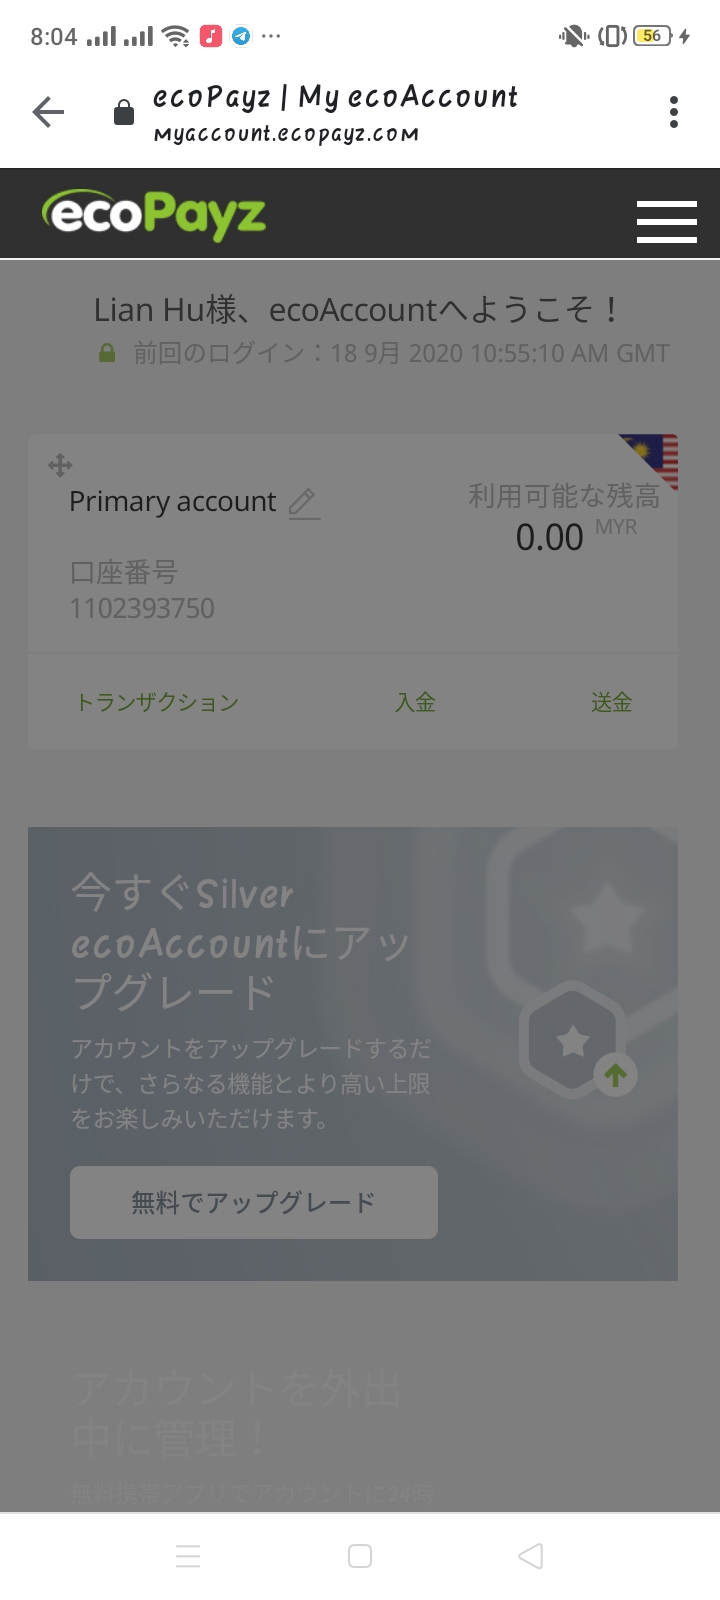 8:04
56
ecoPayz | My ecoAccount
myaccount.ecopayz.com
ecoPayz
Lian Hu様、ecoAccountへようこそ！
前回のログイン：18 9月 2020 10:55:10 AM GMT
Primary account
利用可能な残高
0.00 MYR
口座番号
1102393750
トランザクション
入金
送金
今すぐSilver
ecoAccountにアッ
プグレード
アカウントをアップグレードするだ
けで、さらなる機能とより高い上限
をお楽しみいただけます。
無料でアップグレード
アカウントを外出
中に管理！
無料携帯アプリでアカウントに24時